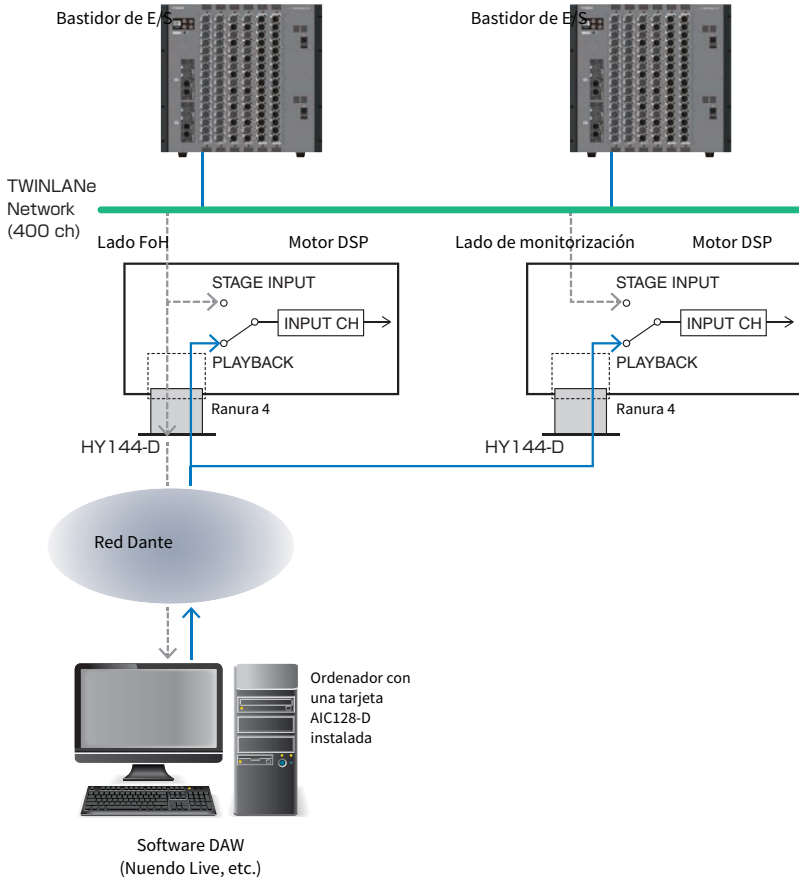 Bastidor de E/S
Bastidor de E/S
TWINLANe
Network
(400 ch)
Lado FoH
Motor DSP
Lado de monitorización
Motor DSP
STAGE INPUT
INPUT CH
PLAYBACK
Ranura 4
HY144-D
STAGE INPUT
INPUT CH
PLAYBACK
Ranura 4
HY144-D
Red Dante
Ordenador con
una tarjeta
AIC128-D
instalada
Software DAW
(Nuendo Live, etc.)